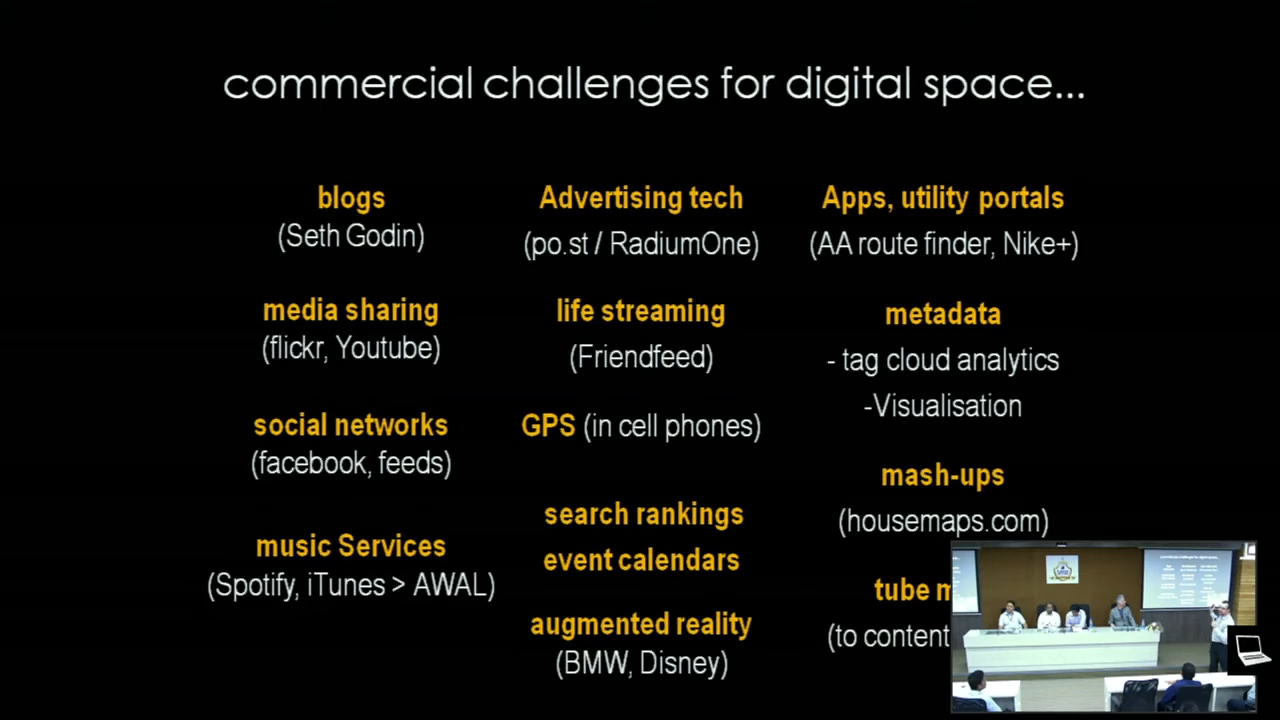 commercial challenges for digital space...
blogs
(Seth Godin)
media sharing
(flickr, Youtube)
social networks
(facebook, feeds)
music Services
(Spotify, iTunes > AWAL)
Advertising tech
(po.st / RadiumOne)
life streaming
(Friendfeed)
GPS (in cell phones)
search rankings
event calendars
augmented reality
(BMW, Disney)
Apps, utility portals
(AA route finder, Nike+)
metadata
- tag cloud analytics
-Visualisation
mash-ups
(housemaps.com)
tube
(to content